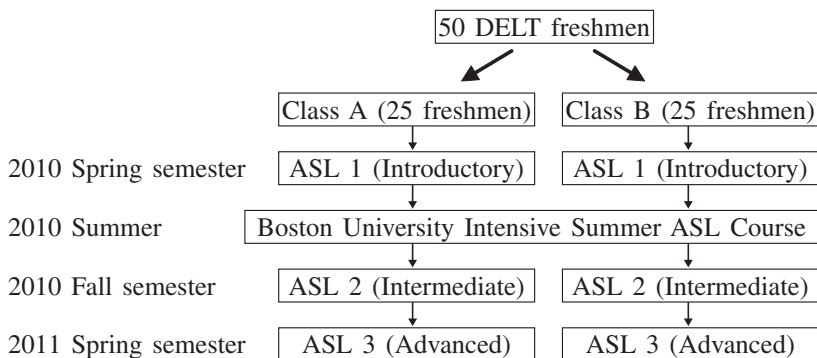 50 DELT freshmen
Class A (25 freshmen) Class B (25 freshmen)
2010 Spring semester ASL 1 (Introductory) ASL 1 (Introductory)
2010 Summer Boston University Intensive Summer ASL Course
2010 Fall semester ASL 2 (Intermediate) ASL 2 (Intermediate)
2011 Spring semester ASL 3 (Advanced) ASL 3 (Advanced)